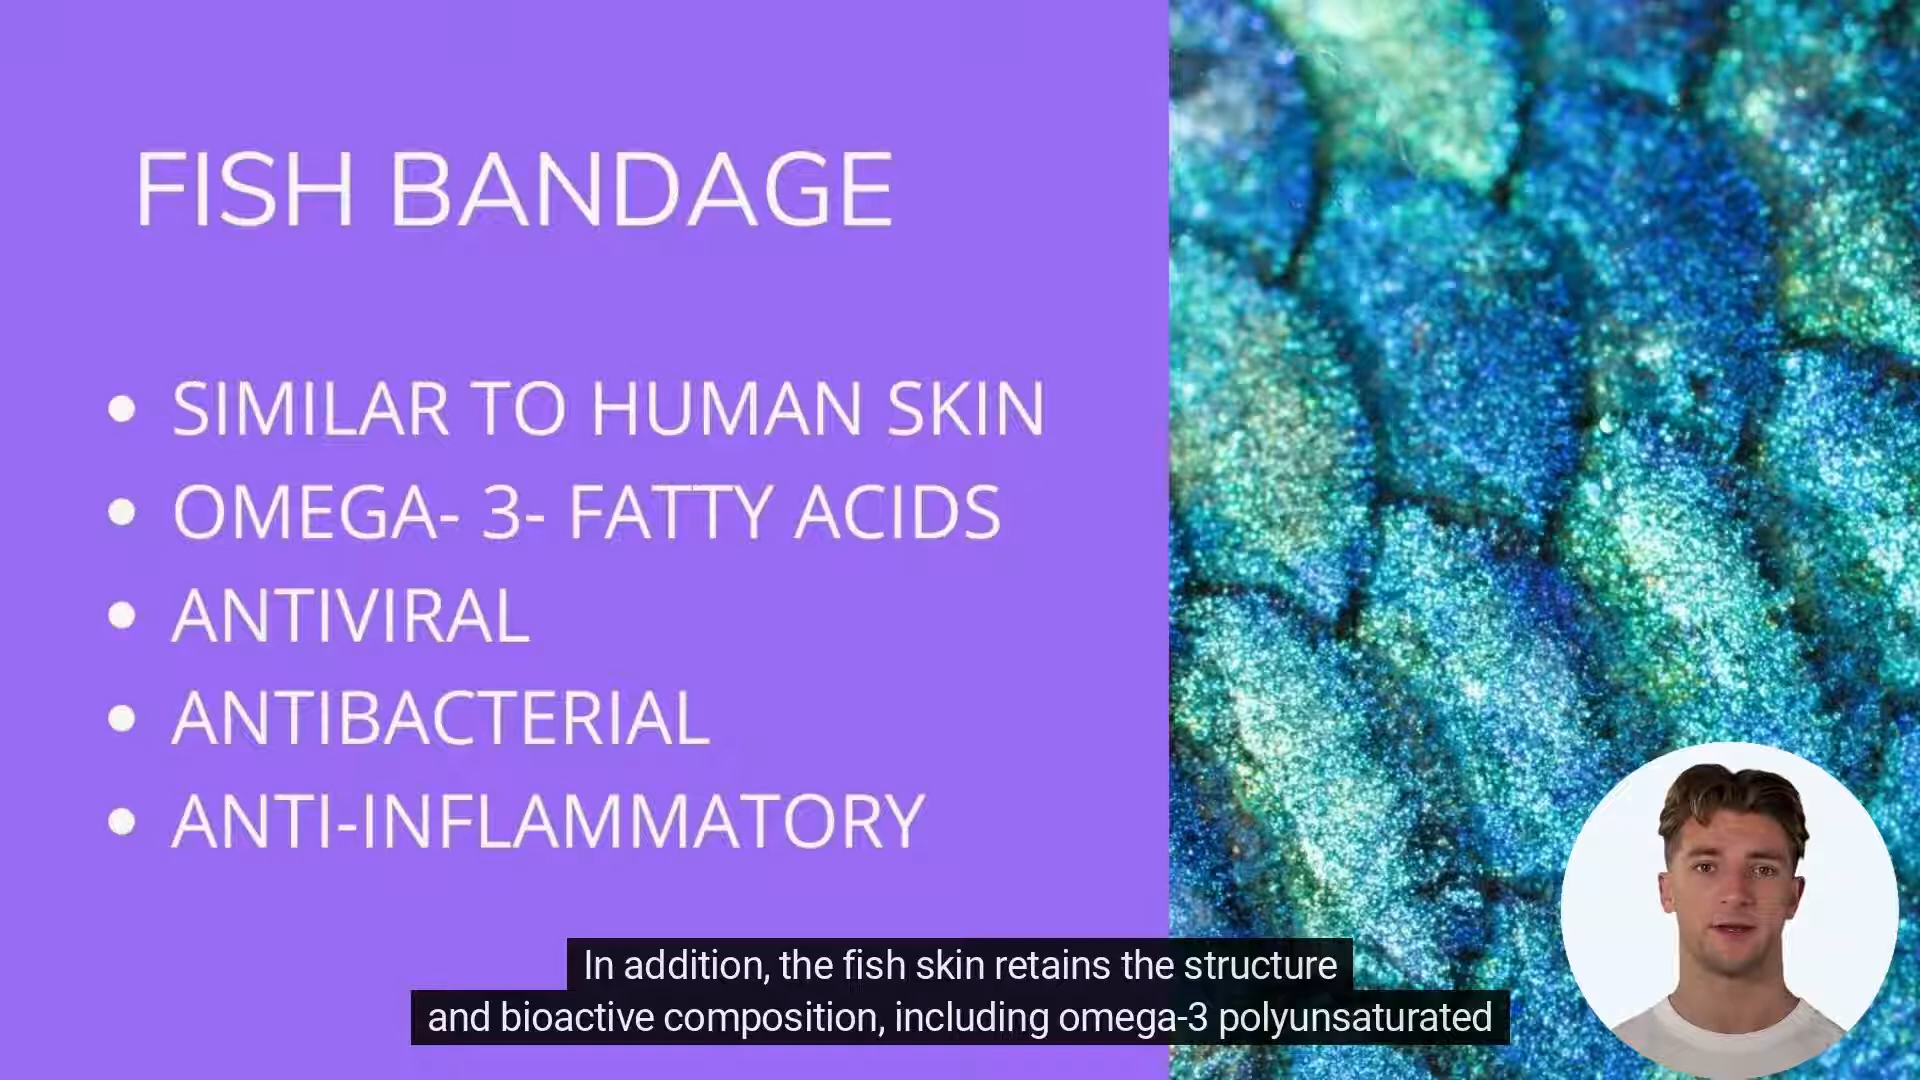 FISH BANDAGE
SIMILAR TO HUMAN SKIN
OMEGA- 3- FATTY ACIDS
ANTIVIRAL
ANTIBACTERIAL
ANTI-INFLAMMATORY
In addition, the fish skin retains the structure
and bioactive composition, including omega-3 polyunsaturated